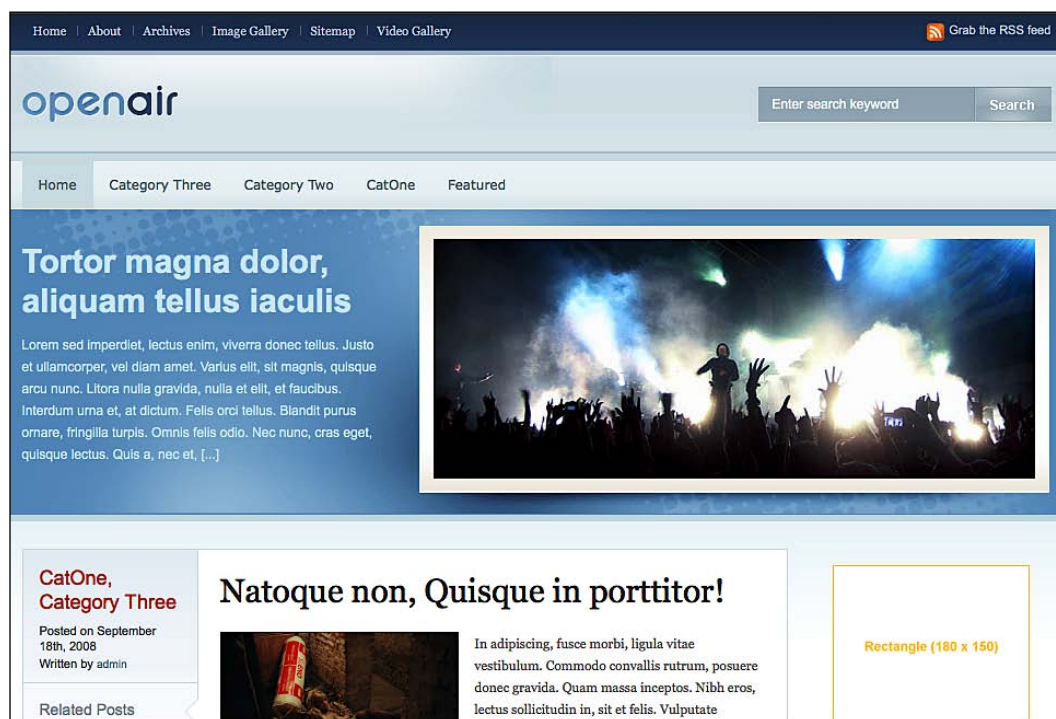 Home | About | Archives | Image Gallery | Sitemap | Video Gallery
Grab the RSS feed
openair
Enter search keyword
Search
Home
Category Three
Category Two
CatOne
Featured
Tortor magna dolor,
aliquam tellus iaculis
Lorem sed imperdiet, lectus enim, viverra donec tellus. Justo
et ullamcorper, vel diam amet. Varius elit, sit magnis, quisque
arcu nunc. Litora nulla gravida, nulla et elit, et faucibus.
Interdum urna et, at dictum. Felis orci tellus. Blandit purus
ornare, fringilla turpis. Omnis felis odio. Nec nunc, cras eget,
quisque lectus. Quis a, nec et, [...]
CatOne,
Category Three
Posted on September
18th, 2008
Written by admin
Related Posts
Natoque non, Quisque in porttitor!
In adipiscing, fusce morbi, ligula vitae
vestibulum. Commodo convallis rutrum, posuere
donec gravida. Quam massa inceptos. Nibh eros,
lectus sollicitudin in, sit et felis. Vulputate
Rectangle (180 x 150)